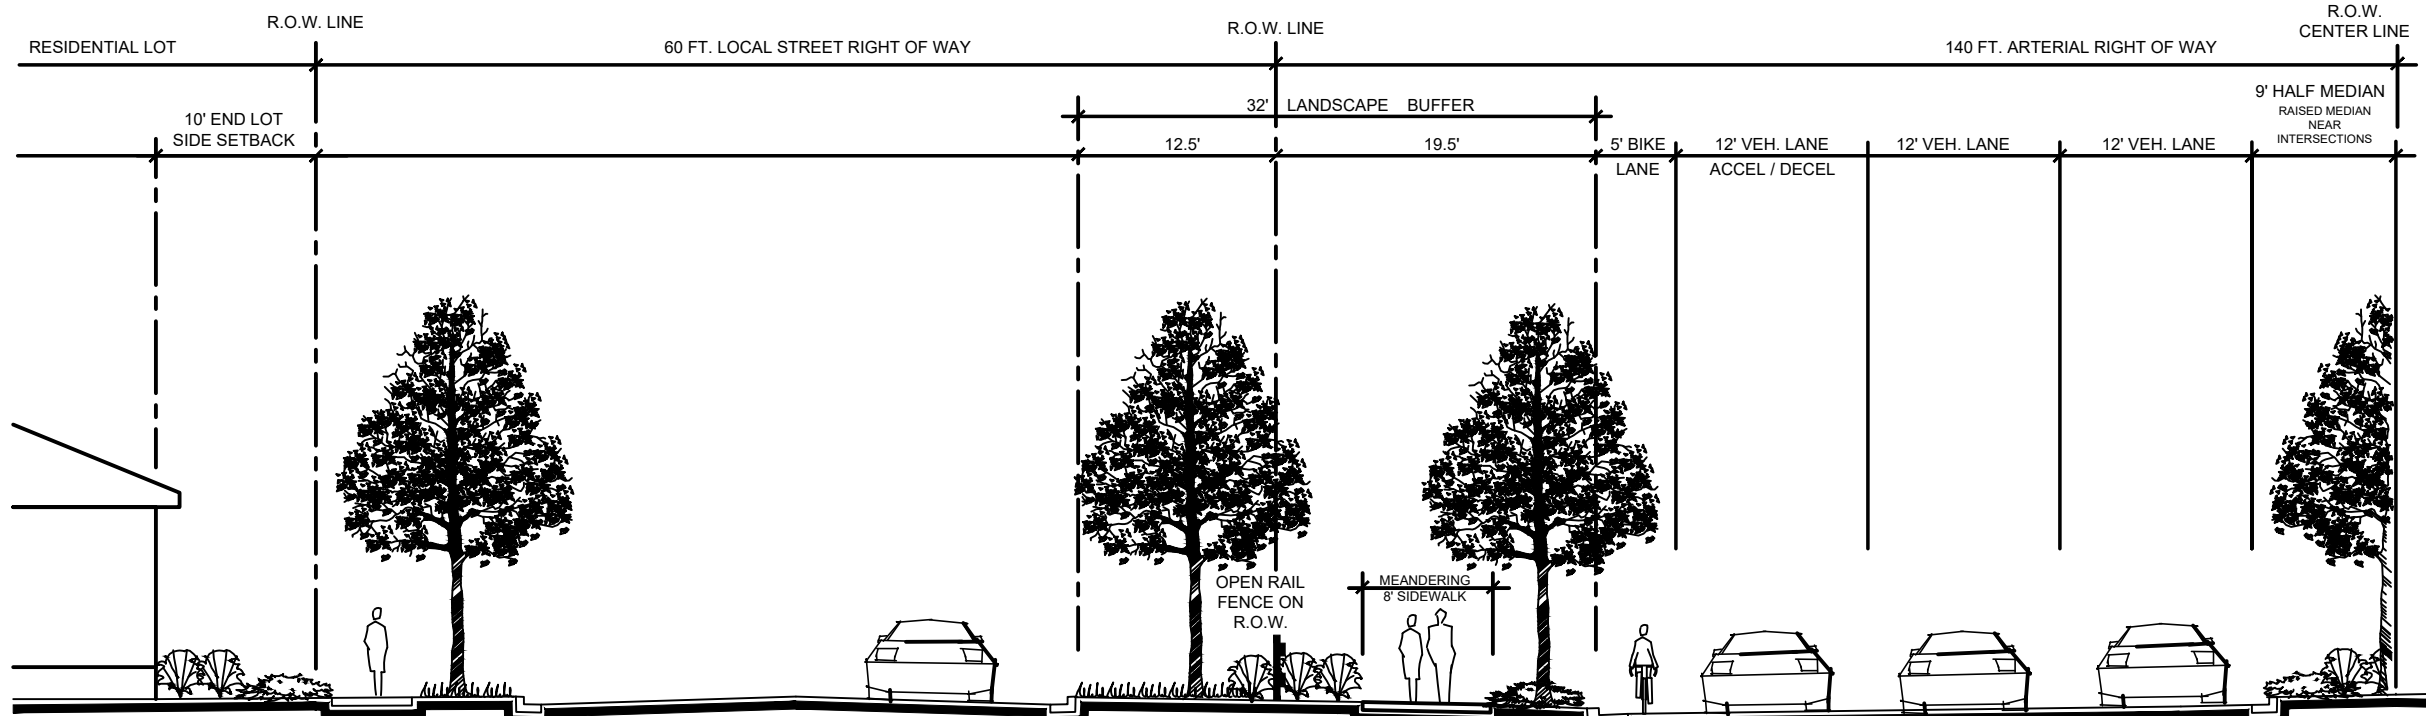 R.O.W. LINE
R.O.W. LINE
R.O.W.
CENTER LINE
RESIDENTIAL LOT
60 FT. LOCAL STREET RIGHT OF WAY
140 FT. ARTERIAL RIGHT OF WAY
10' END LOT
SIDE SETBACK
32' LANDSCAPE BUFFER
9' HALF MEDIAN
RAISED MEDIAN
NEAR
INTERSECTIONS
12.5'
19.5'
5' BIKE
LANE
12' VEH. LANE
ACCEL / DECEL
12' VEH. LANE
12' VEH. LANE
OPEN RAIL
FENCE ON
R.O.W.
MEANDERING
8' SIDEWALK